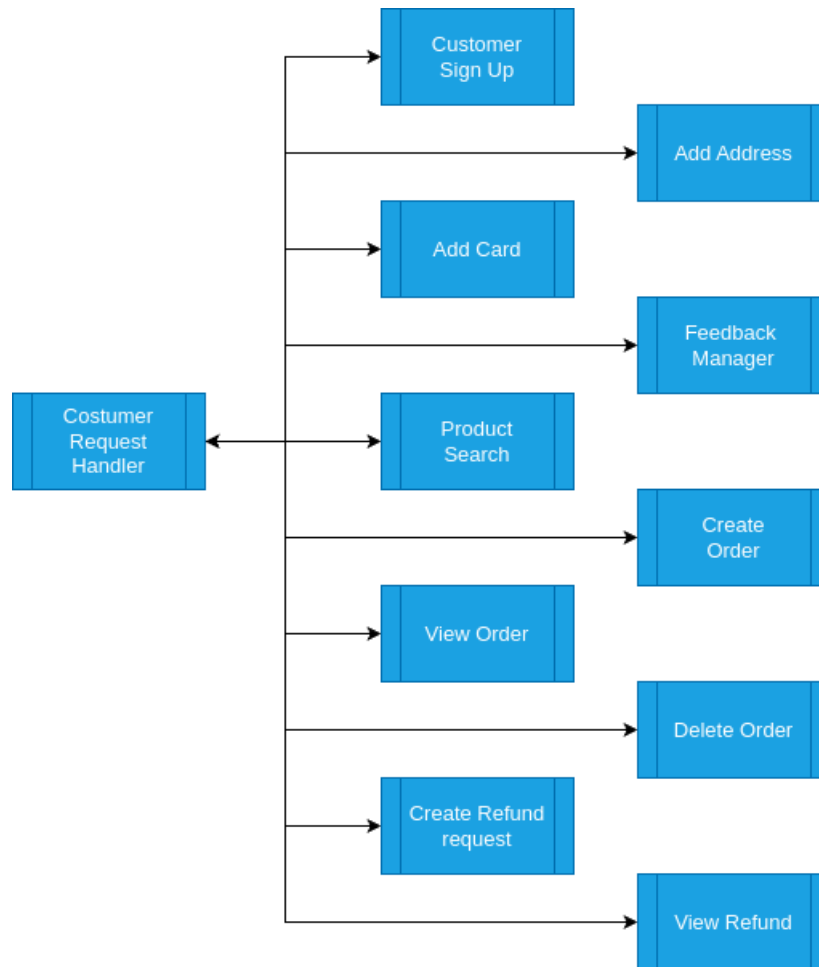 Customer
Sign Up
Add Address
Add Card
Feedback
Manager
Costumer
Request
Handler
Product
Search
Create
Order
View Order
Delete Order
Create Refund
request
View Refund